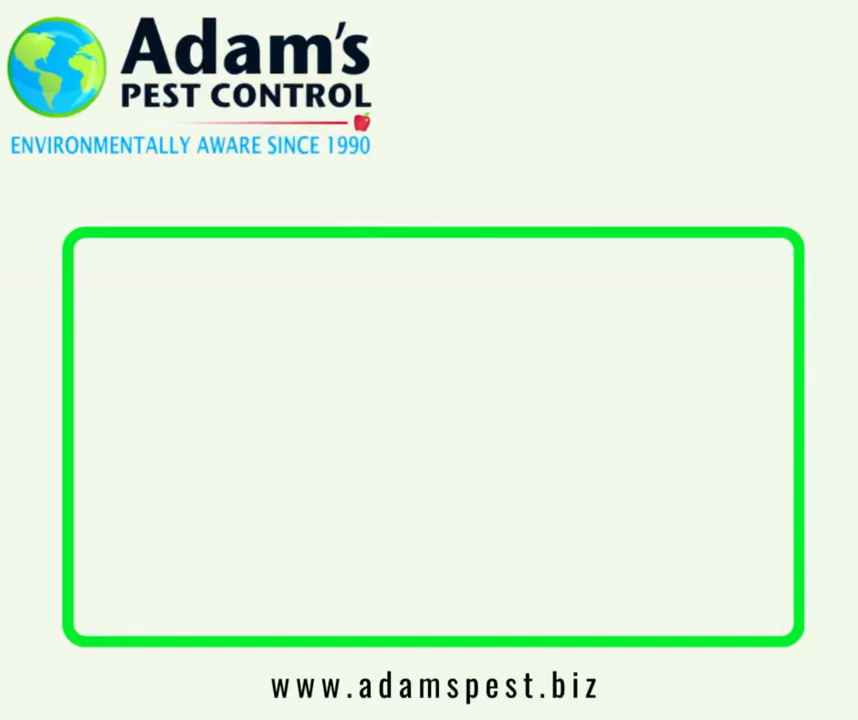 Adam's
PEST CONTROL
ENVIRONMENTALLY AWARE SINCE 1990
www.adamspest.biz